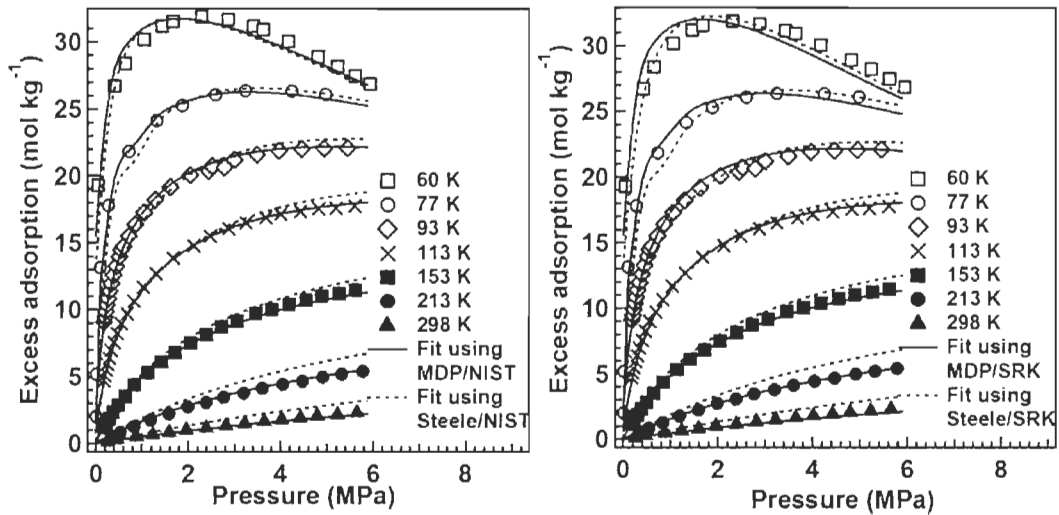 Excess adsorption (mol kg-1)
30
25
20
15
10
5
0
60 K
77 K
93 K
113 K
153 K
213 K
298 K
Fit using
MDP/NIST
Fit using
Steele/NIST
0 2 4 6 8
Pressure (MPa)
Excess adsorption (mol kg-1)
30
25
20
15
10
5
0
60 K
77 K
93 K
113 K
153 K
213 K
298 K
Fit using
MDP/SRK
Fit using
Steele/SRK
0 2 4 6 8
Pressure (MPa)